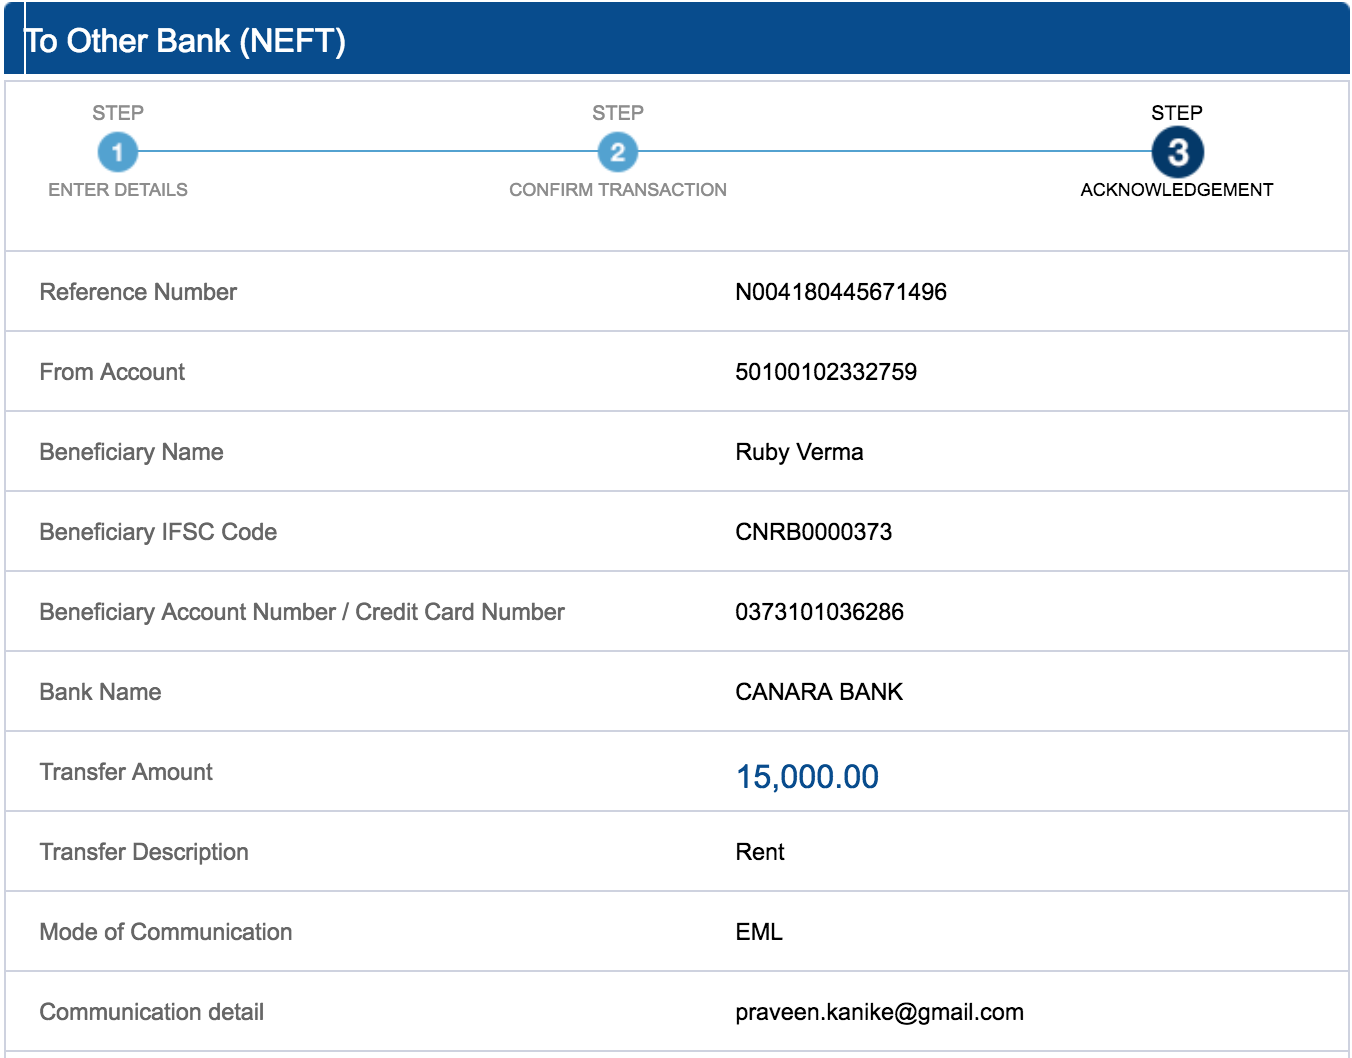 To Other Bank (NEFT)
STEP STEP STEP
1 2 3
ENTER DETAILS CONFIRM TRANSACTION ACKNOWLEDGEMENT
Reference Number N004180445671496
From Account 50100102332759
Beneficiary Name Ruby Verma
Beneficiary IFSC Code CNRB0000373
Beneficiary Account Number / Credit Card Number 0373101036286
Bank Name CANARA BANK
Transfer Amount 15,000.00
Transfer Description Rent
Mode of Communication EML
Communication detail praveen.kanike@gmail.com